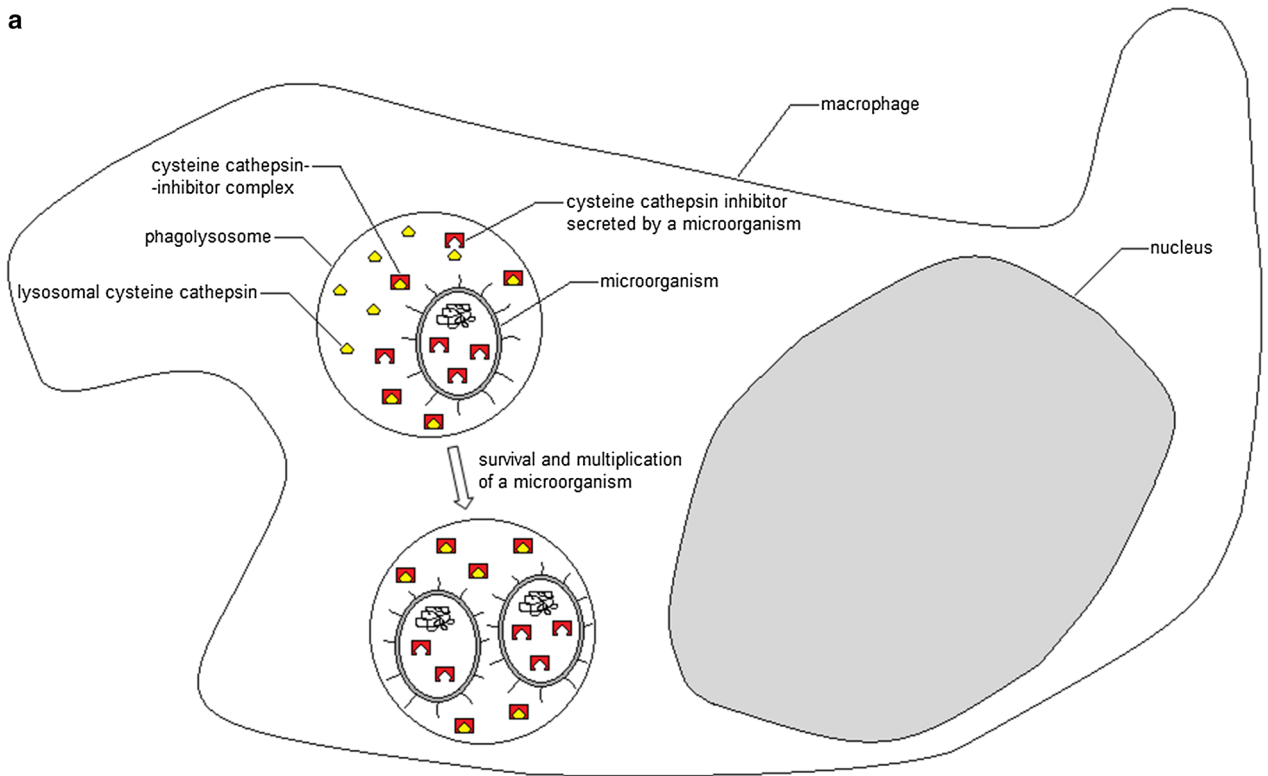 a
macrophage
cysteine cathepsin-
-inhibitor complex
cysteine cathepsin inhibitor
secreted by a microorganism
phagolysosome
nucleus
lysosomal cysteine cathepsin
microorganism
survival and multiplication
of a microorganism